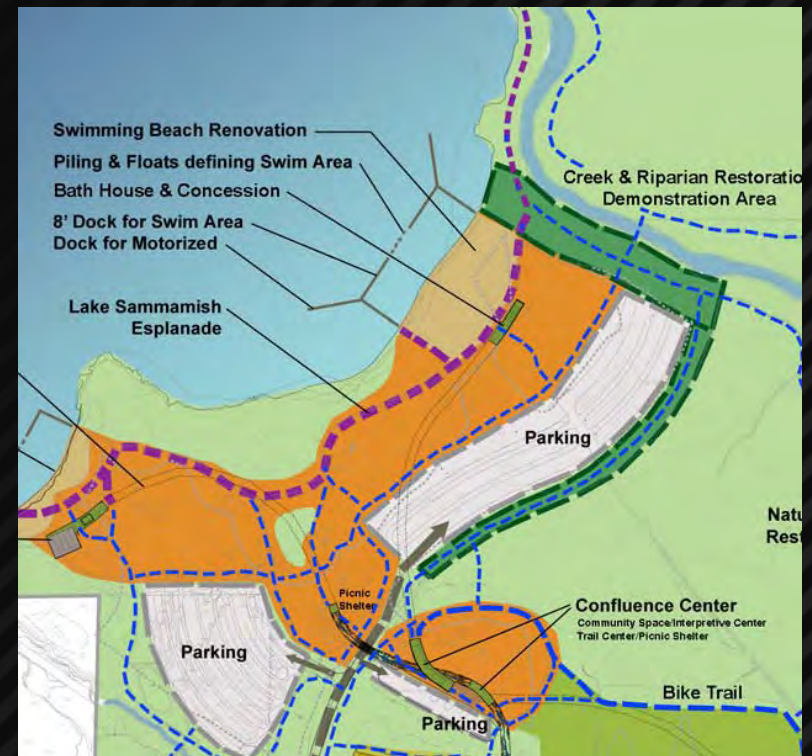 Swimming Beach Renovation
Piling & Floats defining Swim Area
Bath House & Concession
8' Dock for Swim Area
Dock for Motorized
Lake Sammamish
Esplanade
Creek & Riparian Restoratio
Demonstration Area
Parking
Natu
Rest
Picnic
Shelter
Confluence Center
Community Space/Interpretive Center
Trail Center/Picnic Shelter
Parking
Bike Trail
Parking